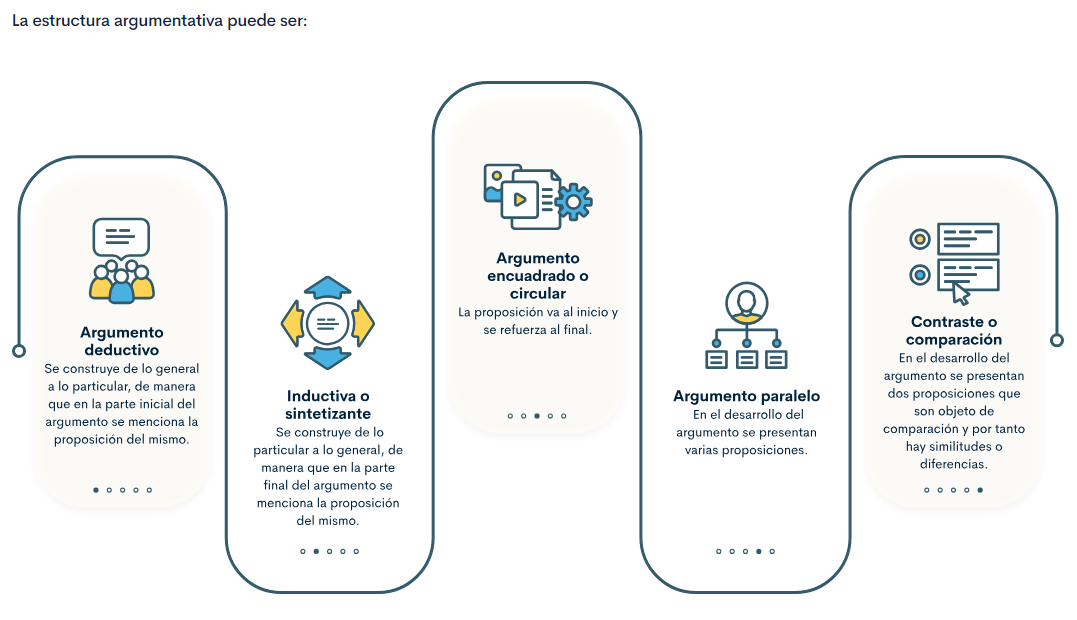 La estructura argumentativa puede ser:
Argumento
deductivo
Se construye de lo general
a lo particular, de manera
que en la parte inicial del
argumento se menciona la
proposición del mismo.
Inductiva o
sintetizante
Se construye de lo
particular a lo general, de
manera que en la parte
final del argumento se
menciona la proposición
del mismo.
Argumento
encuadrado o
circular
La proposición va al inicio y
se refuerza al final.
Argumento paralelo
En el desarrollo del
argumento se presentan
varias proposiciones.
Contraste o
comparación
En el desarrollo del
argumento se presentan
dos proposiciones que
son objeto de
comparación y por tanto
hay similitudes o
diferencias.